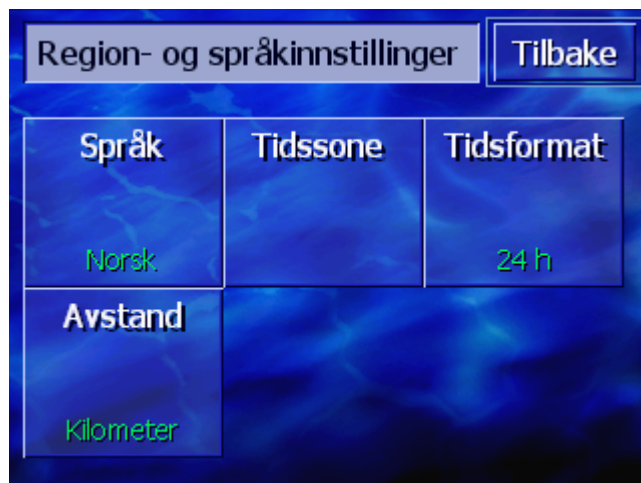 Region- og språkinnstillinger
Tilbake
Språk
Norsk
Tidssone
Tidsformat
24 h
Avstand
Kilometer